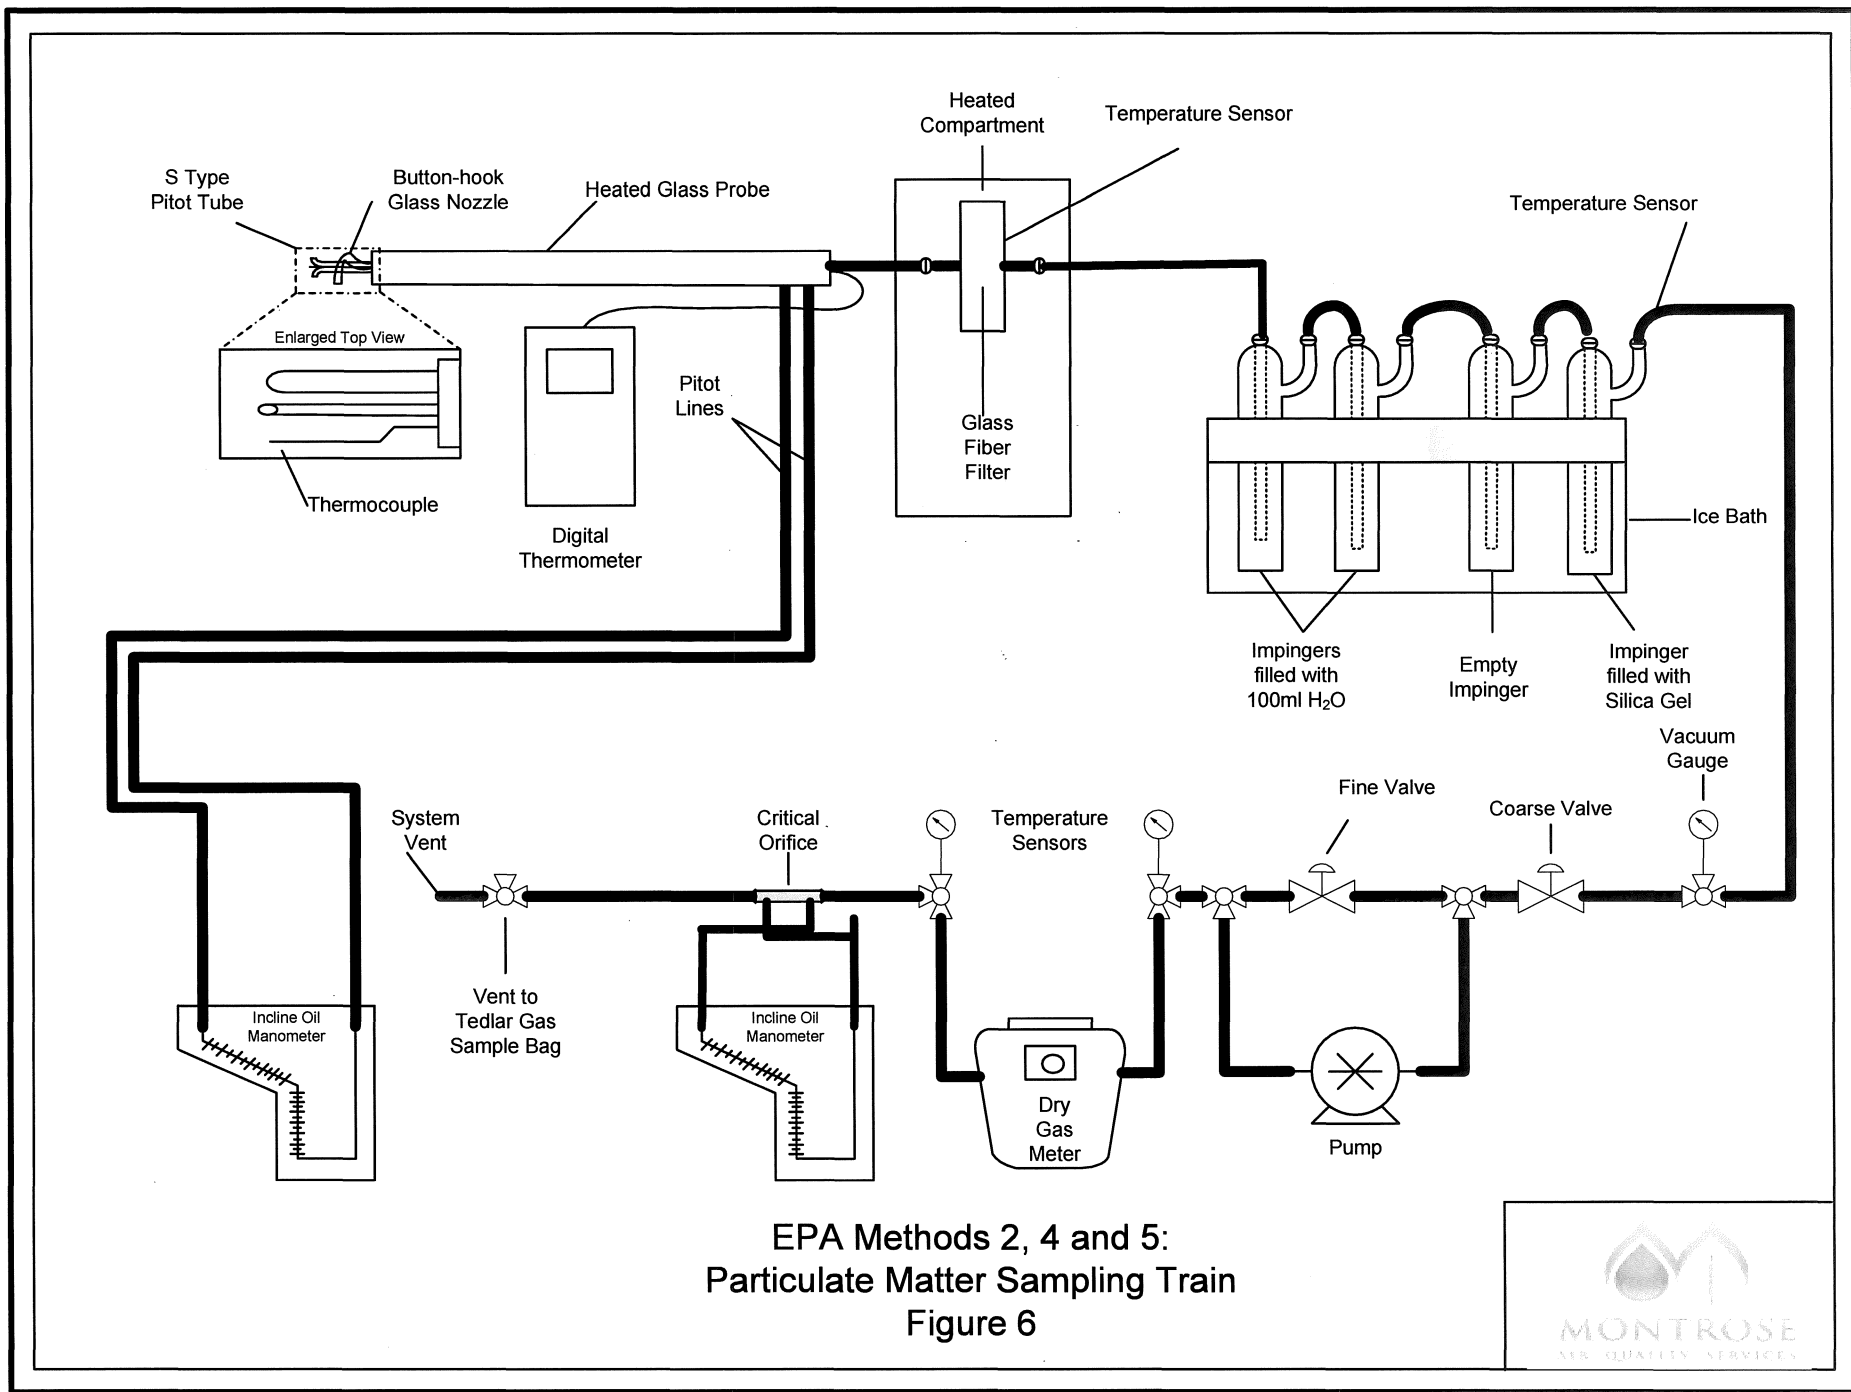 Heated
Compartment
Temperature Sensor
S Type
Pitot Tube
Button-hook
Glass Nozzle
Heated Glass Probe
Temperature Sensor
Enlarged Top View
Thermocouple
Digital
Thermometer
Pitot
Lines
Glass
Fiber
Filter
Ice Bath
Impingers
filled with
100ml H₂O
Empty
Impinger
Impinger
filled with
Silica Gel
Vacuum
Gauge
Fine Valve
Coarse Valve
System
Vent
Critical
Orifice
Temperature
Sensors
Vent to
Tedlar Gas
Sample Bag
Incline Oil
Manometer
Incline Oil
Manometer
Dry
Gas
Meter
Pump
EPA Methods 2, 4 and 5:
Particulate Matter Sampling Train
Figure 6
MONTROSE
AIR QUALITY SERVICES